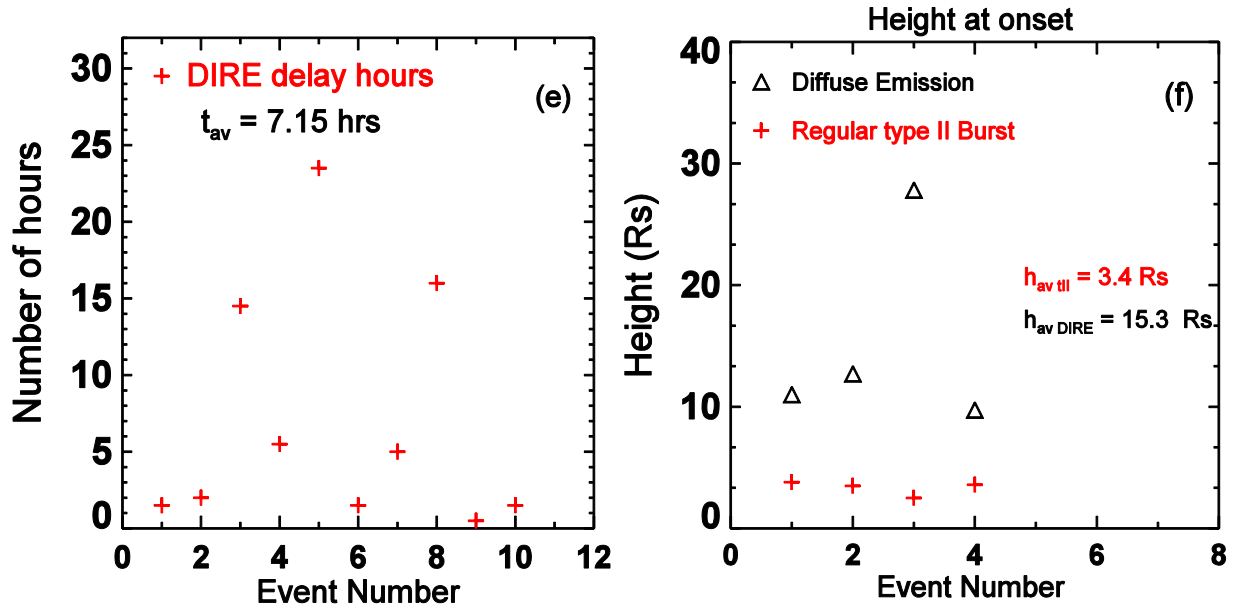 30
25
20
15
10
5
0
Number of hours
+ DIRE delay hours
t_av = 7.15 hrs
(e)
0 2 4 6 8 10 12
Event Number
Height at onset
40
30
20
10
0
Height (Rs)
△ Diffuse Emission
+ Regular type II Burst
(f)
h_av tII = 3.4 Rs
h_av DIRE = 15.3 Rs
0 2 4 6 8
Event Number